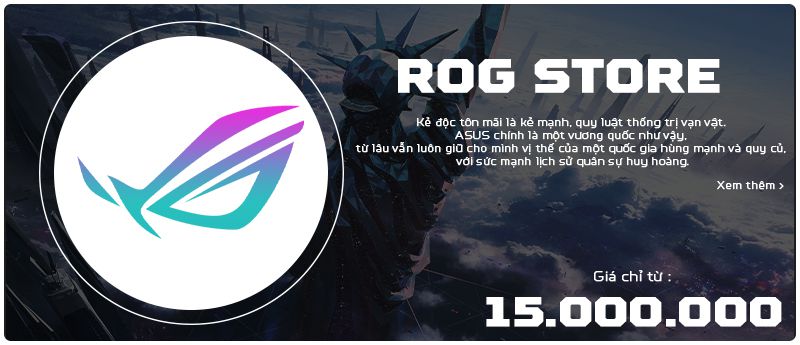 ROG STORE
Kẻ độc tôn mãi là kẻ mạnh, quy luật thống trị vạn vật.
ASUS chính là một vương quốc như vậy,
từ lâu vẫn luôn giữ cho mình vị thế của một quốc gia hùng mạnh và quy củ,
với sức mạnh lịch sử quân sự huy hoàng.
Xem thêm >
Giá chỉ từ :
15.000.000